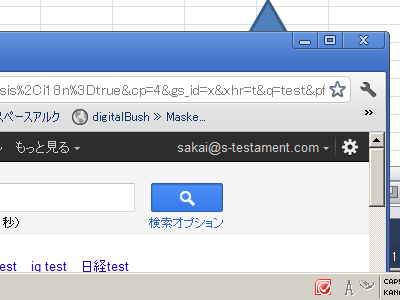 sis%2Ci18n%3Dtrue&cp=4&gs_id=x&xhr=t&q=test&pf
スペースアルク digitalBush » Maske... »
もっと見る sakai@s-testament.com
秒) 検索オプション
est iq test 日経test
1
A CAPS
KANA